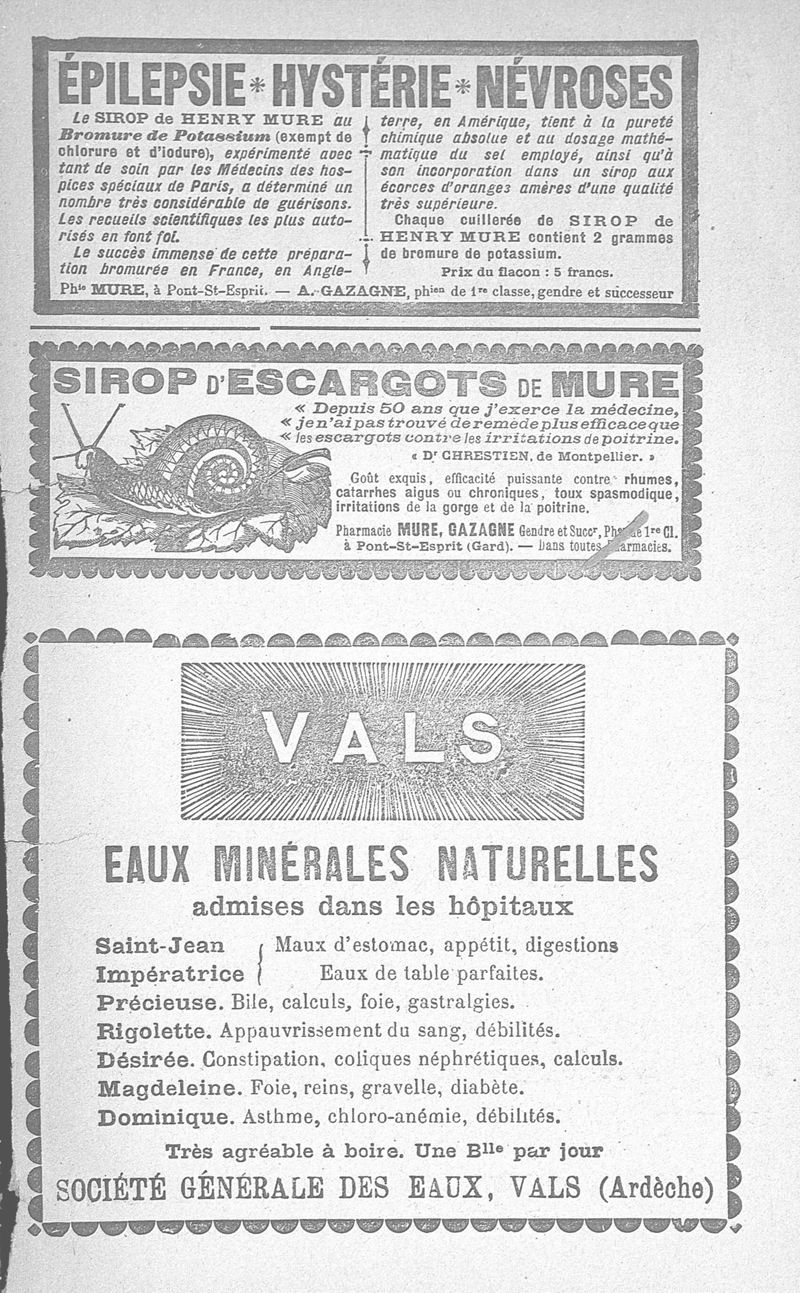 ÉPILEPSIE * HYSTÉRIE * NÉVROSES
Le SIROP de HENRY MURE au
Bromure de Potassium (exempt de
chlorure et d'iodure), expérimenté avec
tant de soin par les Médecins des hos-
pices spéciaux de Paris, a déterminé un
nombre très considérable de guérisons.
Les recueils scientifiques les plus auto-
risés en font foi.
Le succès immense de cette prépara-
tion bromurée en France, en Angle-
terre, en Amérique, tient à la pureté
chimique absolue et au dosage mathé-
matique du sel employé, ainsi qu'à
son incorporation dans un sirop aux
écorces d'oranges amères d'une qualité
très supérieure.
Chaque cuillerée de SIROP de
HENRY MURE contient 2 grammes
de bromure de potassium.
Prix du flacon : 5 francs.
Phie MURE, à Pont-St-Esprit. — A. GAZAGNE, phien de 1re classe, gendre et successeur
SIROP D'ESCARGOTS DE MURE
« Depuis 50 ans que j'exerce la médecine,
« je n'ai pas trouvé de remède plus efficace que
« les escargots contre les irritations de poitrine.
« Dr CHRESTIEN, de Montpellier. »
Goût exquis, efficacité puissante contre rhumes,
catarrhes aigus ou chroniques, toux spasmodique,
irritations de la gorge et de la poitrine.
Pharmacie MURE, GAZAGNE Gendre et Succr, Phen de 1re Cl.
à Pont-St-Esprit (Gard). — Dans toutes Pharmacies.
VALS
EAUX MINÉRALES NATURELLES
admises dans les hôpitaux
Saint-Jean { Maux d'estomac, appétit, digestions
Impératrice { Eaux de table parfaites.
Précieuse. Bile, calculs, foie, gastralgies.
Rigolette. Appauvrissement du sang, débilités.
Désirée. Constipation, coliques néphrétiques, calculs.
Magdeleine. Foie, reins, gravelle, diabète.
Dominique. Asthme, chloro-anémie, débilités.
Très agréable à boire. Une Blle par jour
SOCIÉTÉ GÉNÉRALE DES EAUX, VALS (Ardèche)